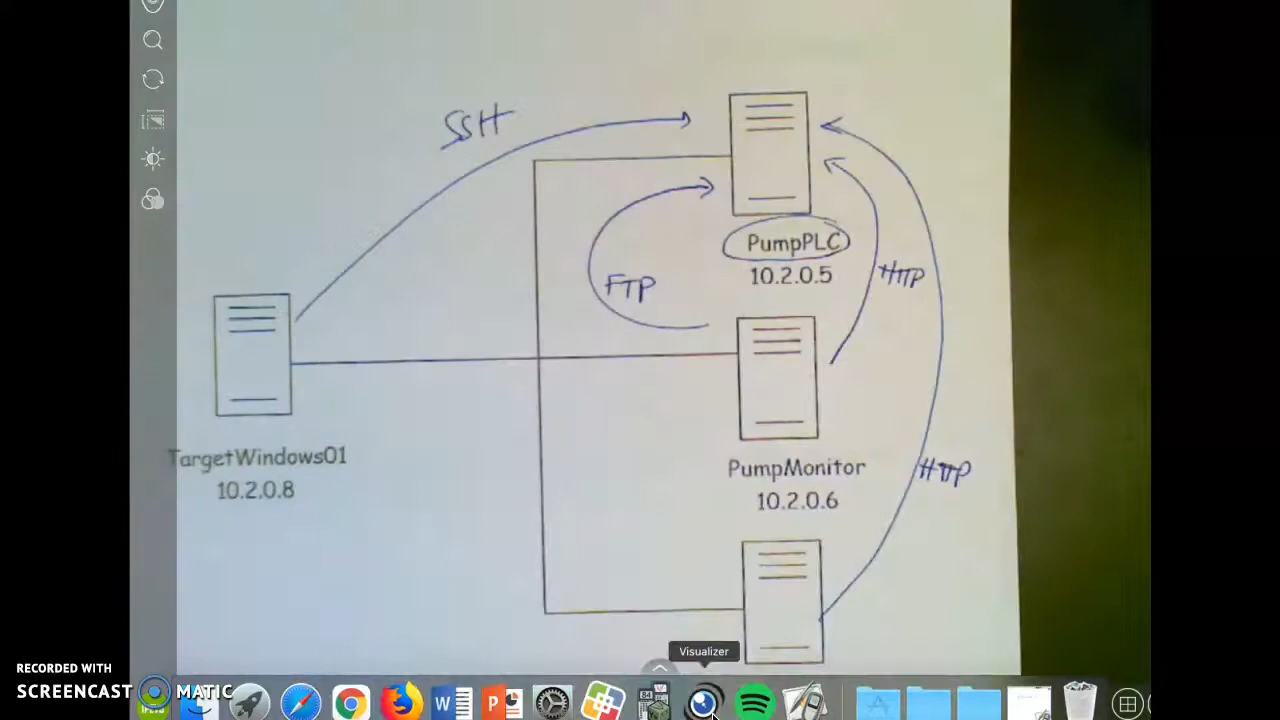 SSH
PumpPLC
10.2.0.5
FTP
HTTP
TargetWindows01
10.2.0.8
PumpMonitor
10.2.0.6
HTTP
Visualizer
RECORDED WITH
SCREENCAST MATIC